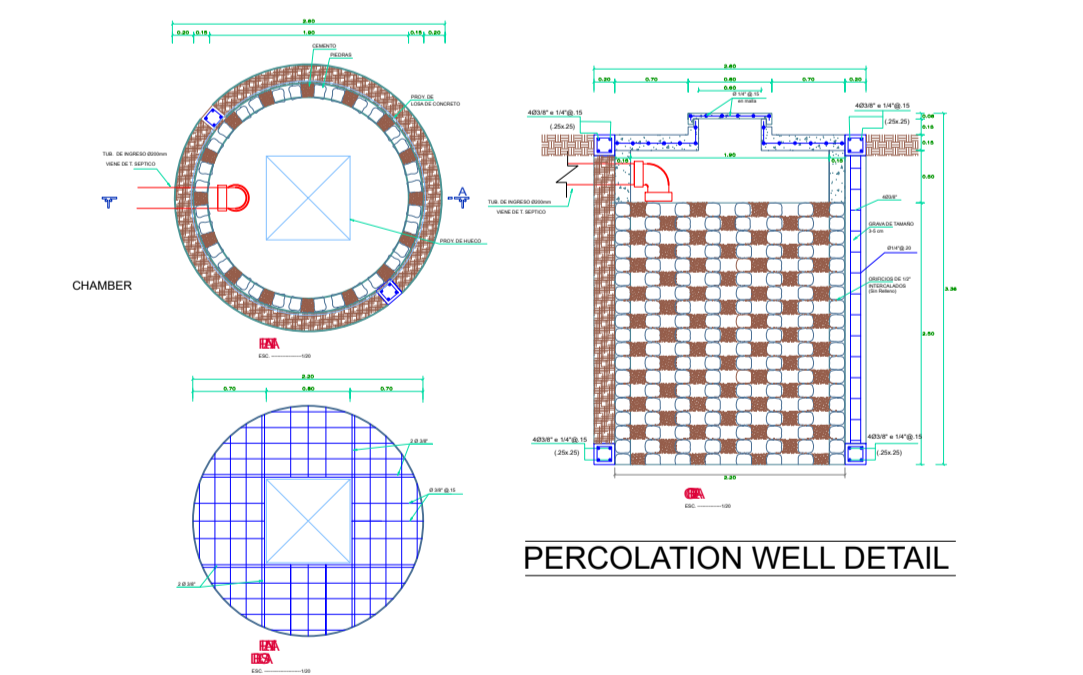 2.60
0.20 0.15 1.90 0.15 0.20
CEMENTO
PIEDRAS
PROY. DE
LOSA DE CONCRETO
TUB. DE INGRESO Ø200mm
VIENE DE T. SEPTICO
A
PROY. DE HUECO
CHAMBER
ESC. 1/20
2.20
0.70 0.80 0.70
2 Ø 3/8"
Ø 3/8" @.15
2 Ø 3/8"
ESC. 1/20
2.60
0.20 0.70 0.80 0.70 0.20
0.60
Ø 1/4" @.15
en malla
4Ø3/8" e 1/4"@.15
(.25x.25)
4Ø3/8" e 1/4"@.15
(.25x.25)
0.15
0.15
0.15 1.90 0.15
0.60
TUB. DE INGRESO Ø200mm
VIENE DE T. SEPTICO
4Ø3/8"
GRAVA DE TAMAÑO
3-5 cm
Ø1/4"@.20
ORIFICIOS DE 1/2"
INTERCALADOS
(Sin Relleno)
2.50
4Ø3/8" e 1/4"@.15
(.25x.25)
4Ø3/8" e 1/4"@.15
(.25x.25)
2.20
ESC. 1/20
PERCOLATION WELL DETAIL